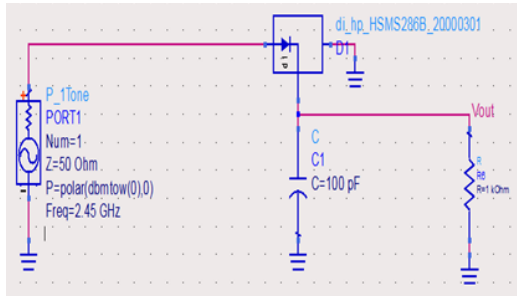 di_hp_HSMS286B_20000301
D1
P_1Tone
PORT1
Num=1
Z=50 Ohm
P=polar(dbmtow(0),0)
Freq=2.45 GHz
C
C1
C=100 pF
Vout
R
R6
R=1 kOhm